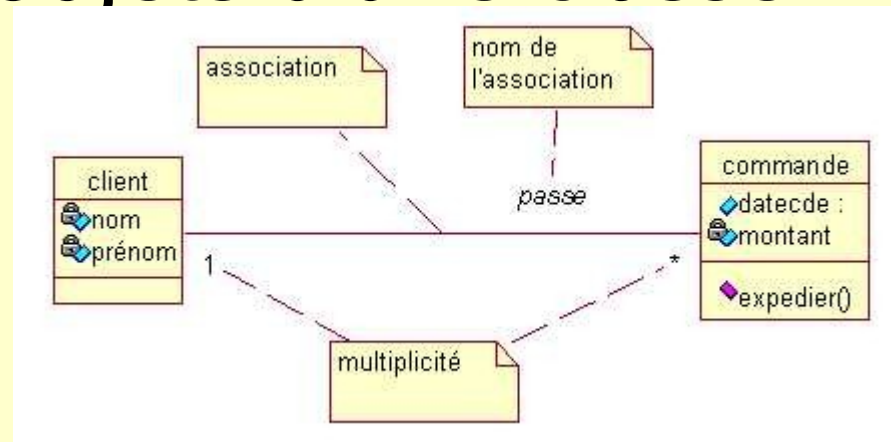 association
nom de
l'association
client
nom
prénom
passe
commande
datecde :
montant
expedier()
1
*
multiplicité